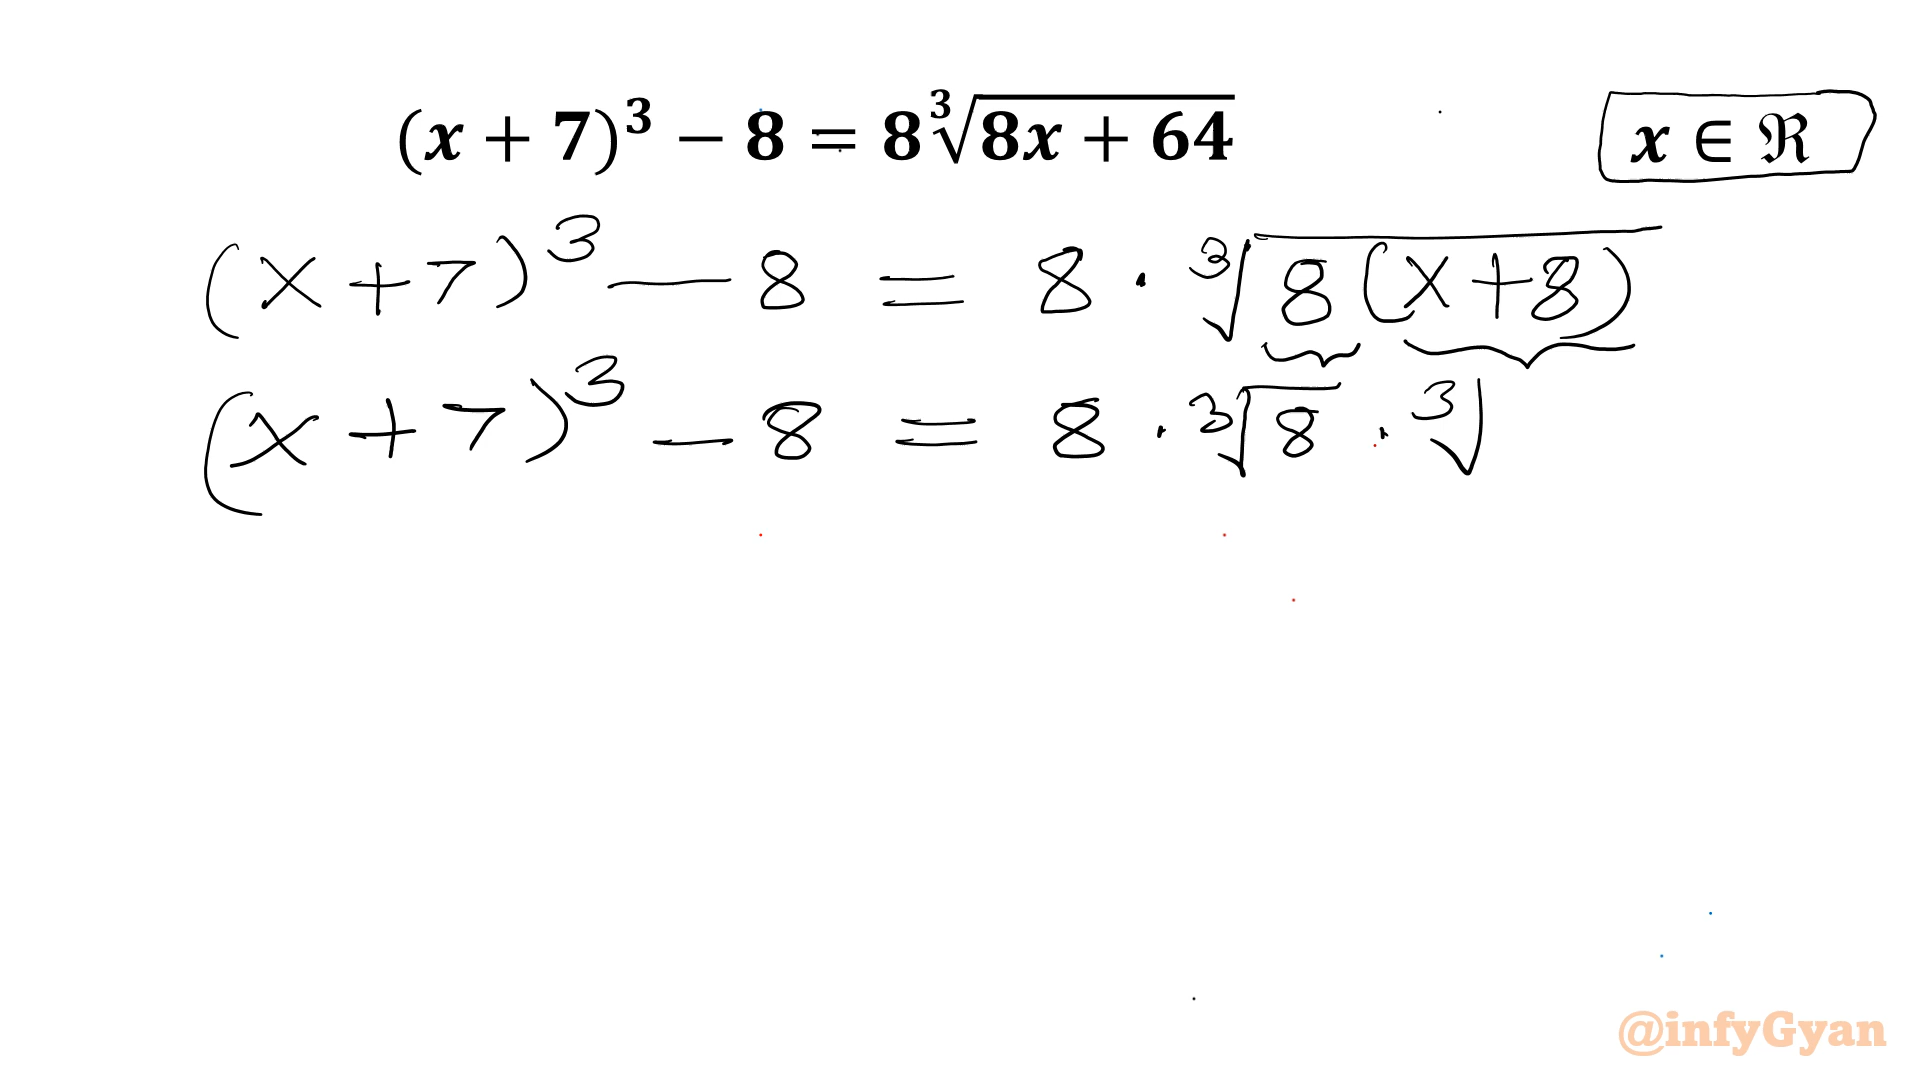 (x + 7)³ − 8 = 8∛(8x + 64)
x ∈ ℜ
(x + 7)³ − 8 = 8 · ∛(8(x + 8))
(x + 7)³ − 8 = 8 · ∛8 · ∛
@infyGyan